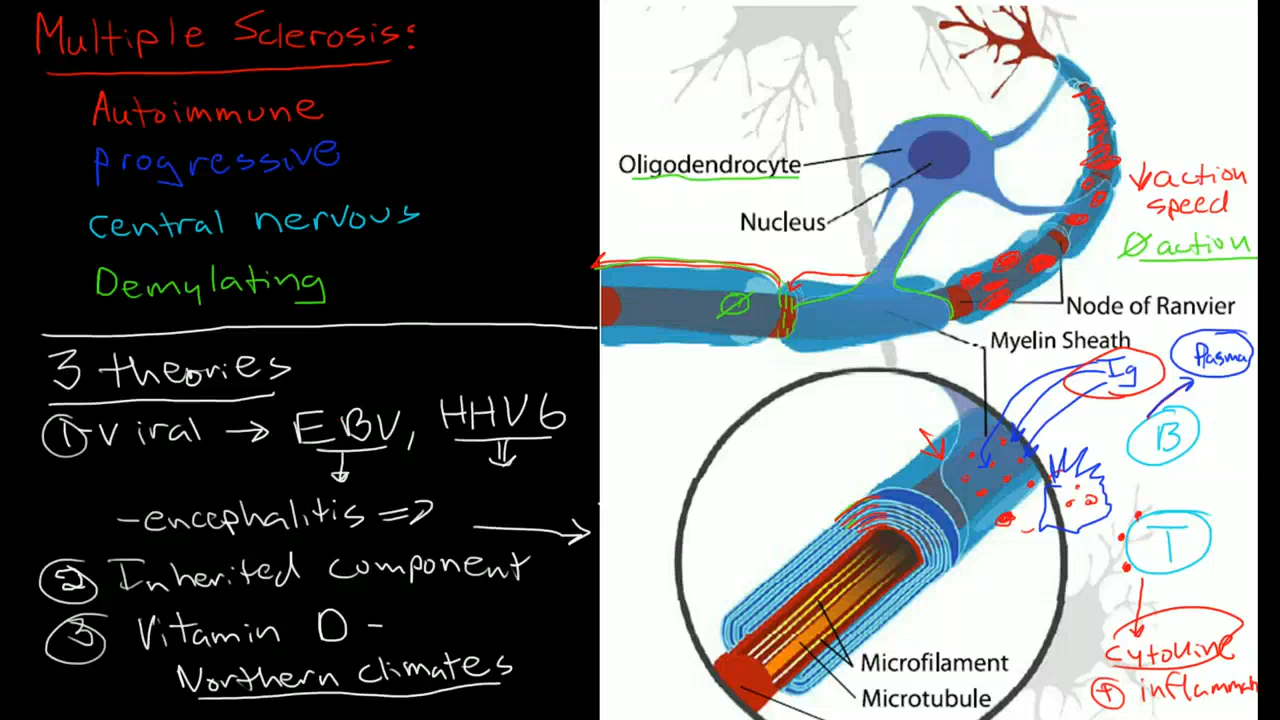 Multiple Sclerosis:
Autoimmune
progressive
central nervous
Demylating
3 theories
① Viral → EBV, HHV6
-encephalitis =>
② Inherited component
③ Vitamin D -
Northern climates
Oligodendrocyte
Nucleus
↓action
speed
∅ action
Node of Ranvier
Myelin Sheath
Ig
Plasma
B
T
cytokine
⊕ inflammat
Microfilament
Microtubule